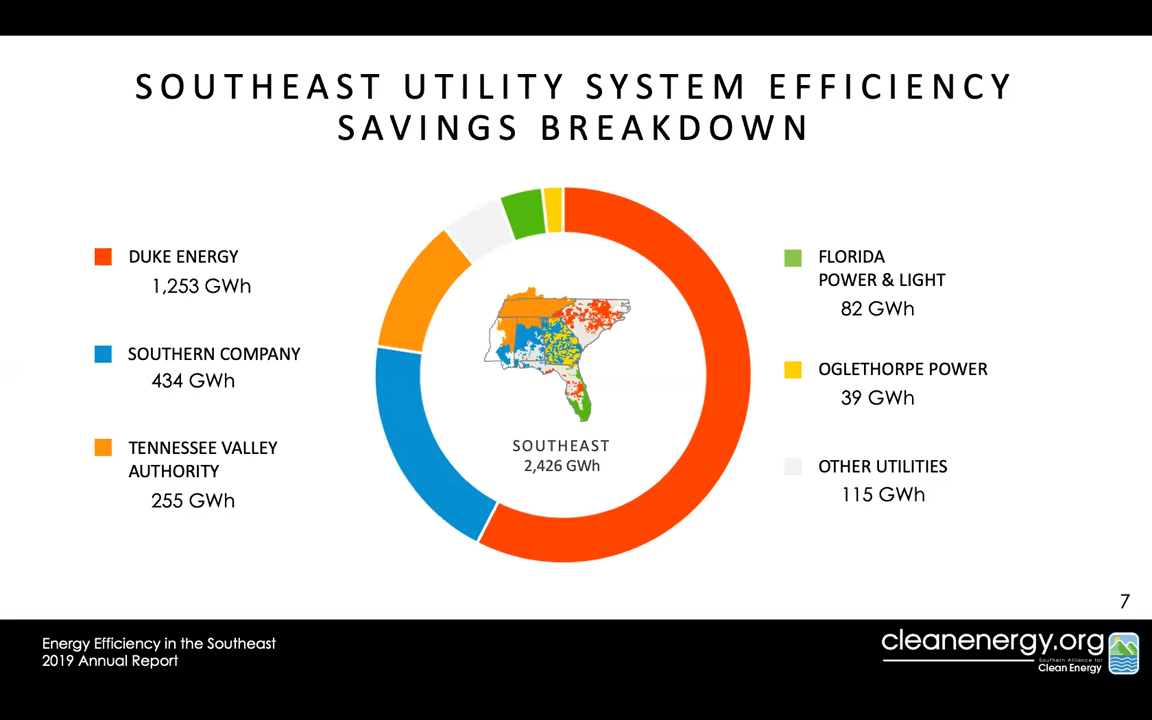 SOUTHEAST UTILITY SYSTEM EFFICIENCY
SAVINGS BREAKDOWN
DUKE ENERGY
1,253 GWh
SOUTHERN COMPANY
434 GWh
TENNESSEE VALLEY
AUTHORITY
255 GWh
SOUTHEAST
2,426 GWh
FLORIDA
POWER & LIGHT
82 GWh
OGLETHORPE POWER
39 GWh
OTHER UTILITIES
115 GWh
7
Energy Efficiency in the Southeast
2019 Annual Report
cleanenergy.org
Southern Alliance for
Clean Energy